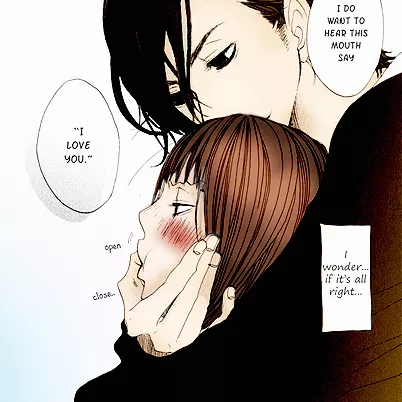 I DO
WANT TO
HEAR THIS
MOUTH
SAY
"I
LOVE
YOU."
open
close..
I
wonder...
if it's all
right...